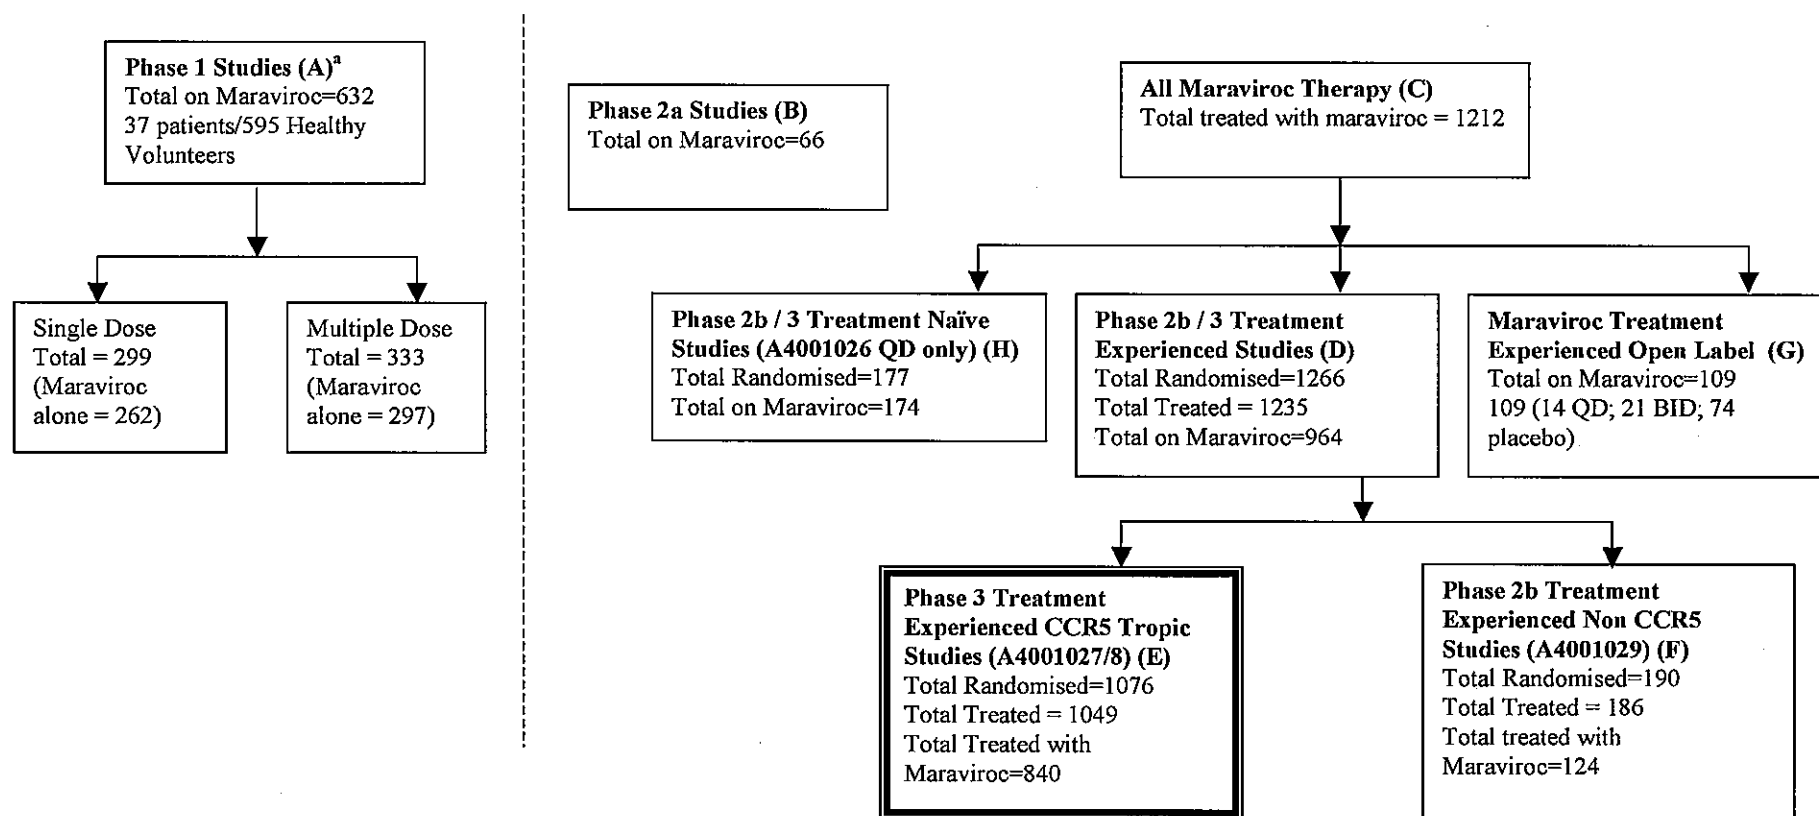 Phase 1 Studies (A)a
Total on Maraviroc=632
37 patients/595 Healthy
Volunteers
Single Dose
Total = 299
(Maraviroc
alone = 262)
Multiple Dose
Total = 333
(Maraviroc
alone = 297)
Phase 2a Studies (B)
Total on Maraviroc=66
All Maraviroc Therapy (C)
Total treated with maraviroc = 1212
Phase 2b / 3 Treatment Naïve
Studies (A4001026 QD only) (H)
Total Randomised=177
Total on Maraviroc=174
Phase 2b / 3 Treatment
Experienced Studies (D)
Total Randomised=1266
Total Treated = 1235
Total on Maraviroc=964
Maraviroc Treatment
Experienced Open Label (G)
Total on Maraviroc=109
109 (14 QD; 21 BID; 74
placebo)
Phase 3 Treatment
Experienced CCR5 Tropic
Studies (A4001027/8) (E)
Total Randomised=1076
Total Treated = 1049
Total Treated with
Maraviroc=840
Phase 2b Treatment
Experienced Non CCR5
Studies (A4001029) (F)
Total Randomised=190
Total Treated = 186
Total treated with
Maraviroc=124